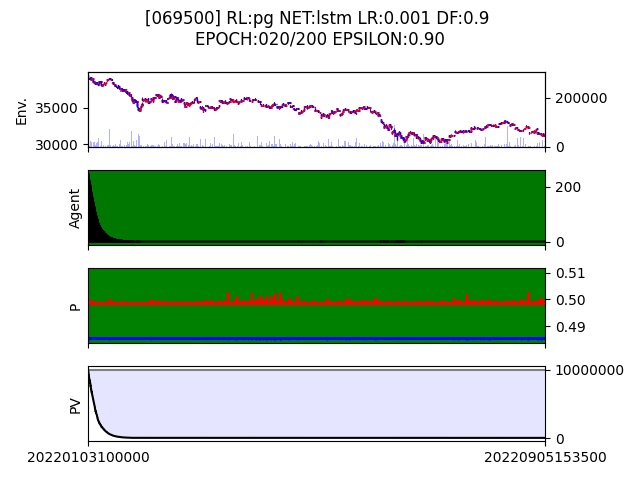 [069500] RL:pg NET:lstm LR:0.001 DF:0.9
EPOCH:020/200 EPSILON:0.90
Env.
35000
30000
200000
0
Agent
200
0
P
0.51
0.50
0.49
PV
10000000
0
20220103100000
20220905153500